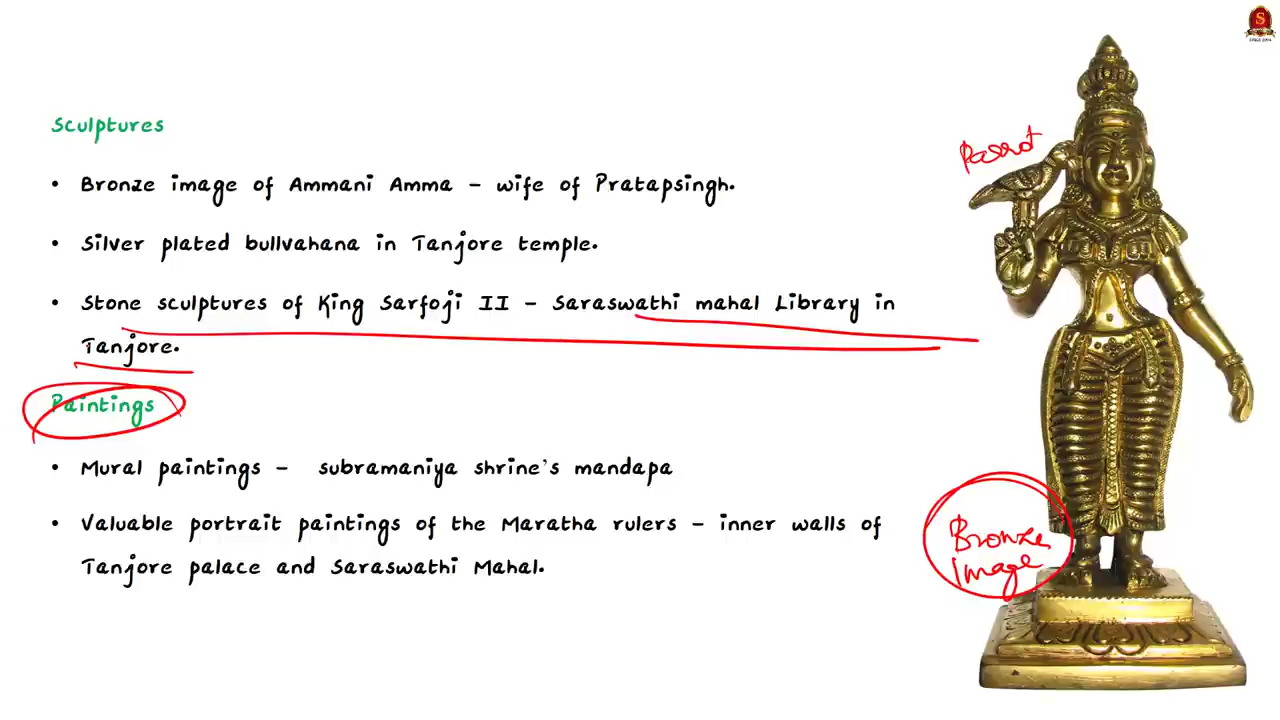 Sculptures
• Bronze image of Ammani Amma – wife of Pratapsingh.
• Silver plated bullvahana in Tanjore temple.
• Stone sculptures of King Sarfoji II – Saraswathi mahal Library in
Tanjore.
Paintings
• Mural paintings – subramaniya shrine's mandapa
• Valuable portrait paintings of the Maratha rulers – inner walls of
Tanjore palace and Saraswathi Mahal.
Parrot
Bronze
Image
S